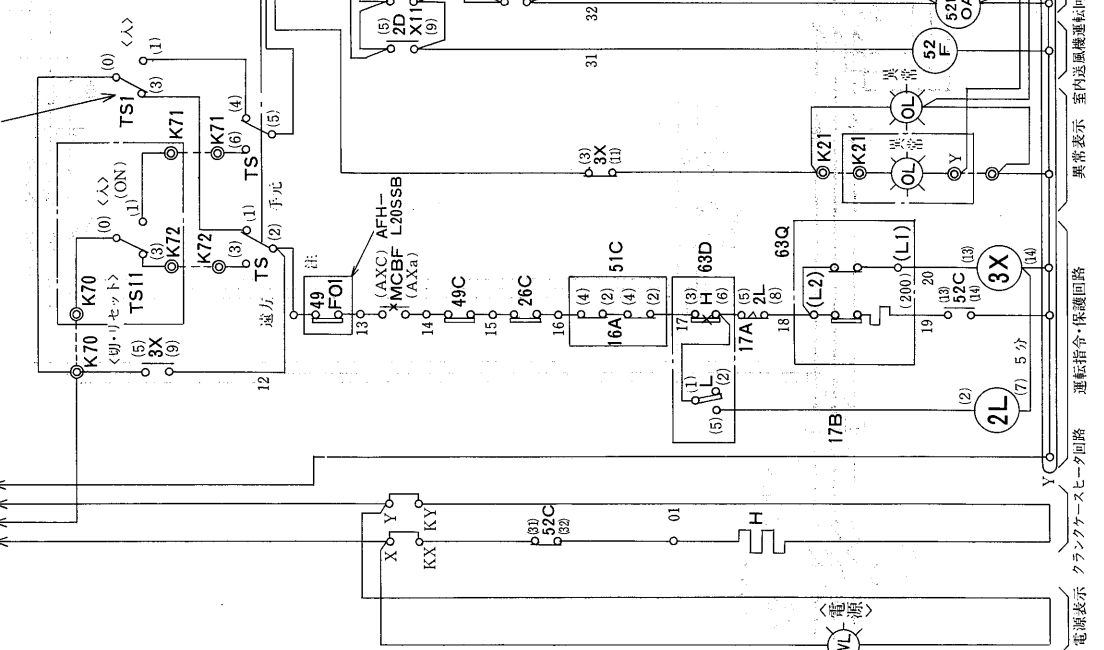 32
(5)
2D
X11
(9)
31
52
F
室内送風機運転回
異常
OL
〈入〉
(1)
(0)
(3)
TS1
K71
K71
(4)
(5)
(6)
TS
手元
(3)
3X
(11)
K21
K21
異常
OL
Y
異常表示
〈入〉
(ON)
(1)
(0)
(3)
TS11
K72
K72
(1)
(2)
(3)
TS
遠方
K70
K70
〈切・リセット〉
(5)
3X
(9)
12
注
AFH-
L20SSB
49
F01
13
(AXC)
MCBF
(AXa)
14
49C
15
26C
16
51C
(4)
(2)
(4)
(2)
16A
63D
17
(3)
H
(6)
(5)
2L
(8)
17A
18
(1)
L
(2)
(5)
63Q
(L2)
(L1)
(200)
20
19
(13)
52C
(14)
(13)
3X
(14)
5分
(2)
2L
(7)
17B
運転指令・保護回路
Y
Y
KY
X
KX
(31)
52C
(32)
01
H
クランクケースヒータ回路
〈電源〉
電源表示